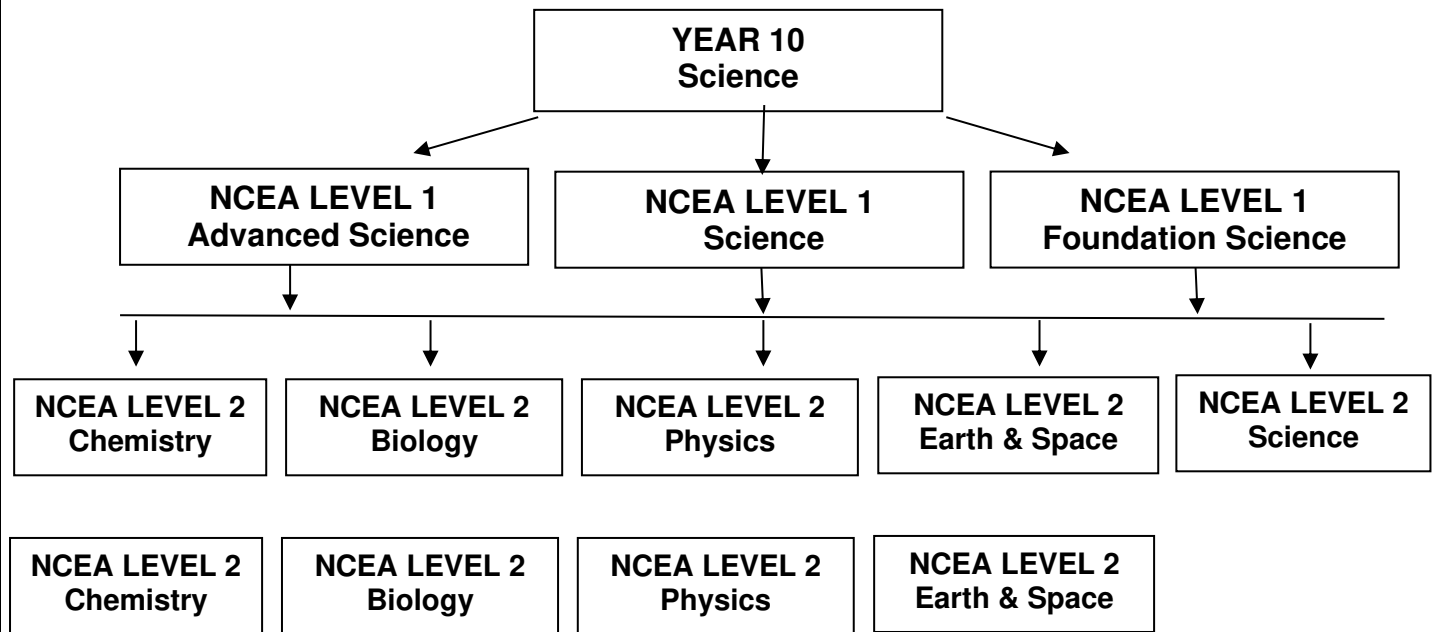 YEAR 10
Science
NCEA LEVEL 1
Advanced Science
NCEA LEVEL 1
Science
NCEA LEVEL 1
Foundation Science
NCEA LEVEL 2
Chemistry
NCEA LEVEL 2
Biology
NCEA LEVEL 2
Physics
NCEA LEVEL 2
Earth & Space
NCEA LEVEL 2
Science
NCEA LEVEL 2
Chemistry
NCEA LEVEL 2
Biology
NCEA LEVEL 2
Physics
NCEA LEVEL 2
Earth & Space